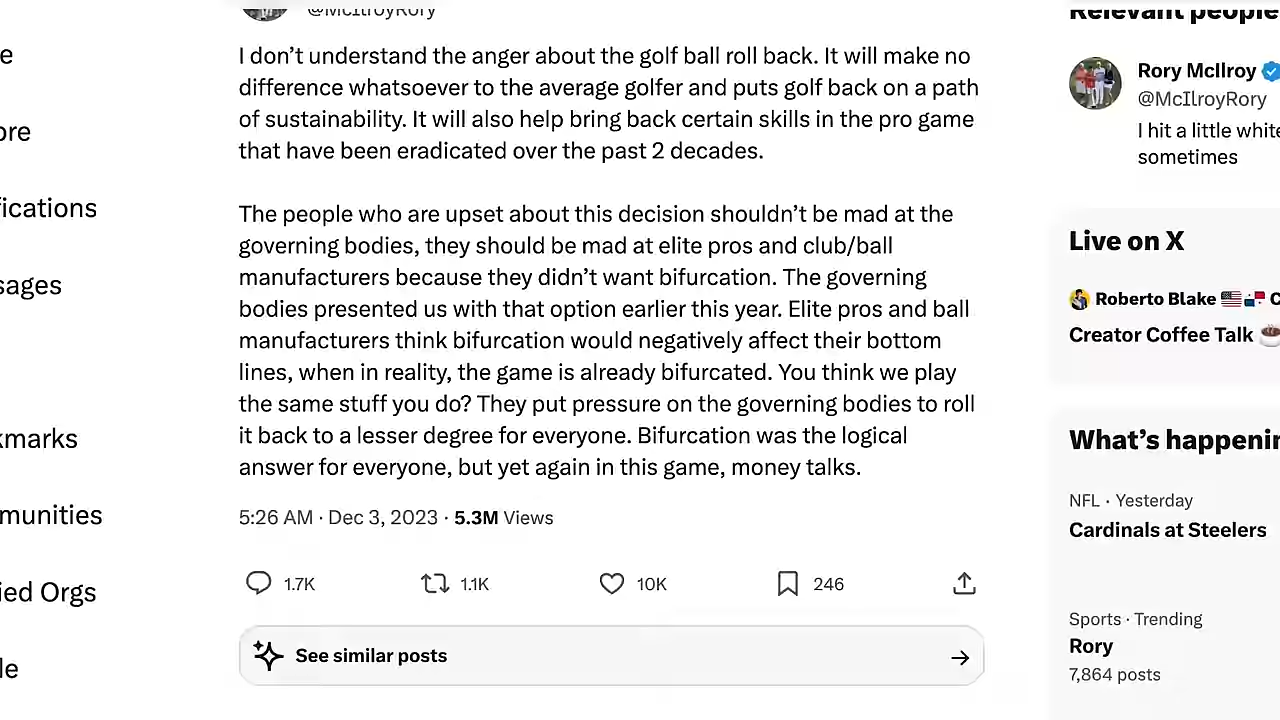 @McIlroyRory
I don’t understand the anger about the golf ball roll back. It will make no
difference whatsoever to the average golfer and puts golf back on a path
of sustainability. It will also help bring back certain skills in the pro game
that have been eradicated over the past 2 decades.
The people who are upset about this decision shouldn’t be mad at the
governing bodies, they should be mad at elite pros and club/ball
manufacturers because they didn’t want bifurcation. The governing
bodies presented us with that option earlier this year. Elite pros and ball
manufacturers think bifurcation would negatively affect their bottom
lines, when in reality, the game is already bifurcated. You think we play
the same stuff you do? They put pressure on the governing bodies to roll
it back to a lesser degree for everyone. Bifurcation was the logical
answer for everyone, but yet again in this game, money talks.
5:26 AM · Dec 3, 2023 · 5.3M Views
1.7K 1.1K 10K 246
See similar posts
e
ore
fications
sages
kmarks
munities
ied Orgs
le
Relevant people
Rory McIlroy
@McIlroyRory
I hit a little white
sometimes
Live on X
Roberto Blake C
Creator Coffee Talk
What’s happenin
NFL · Yesterday
Cardinals at Steelers
Sports · Trending
Rory
7,864 posts